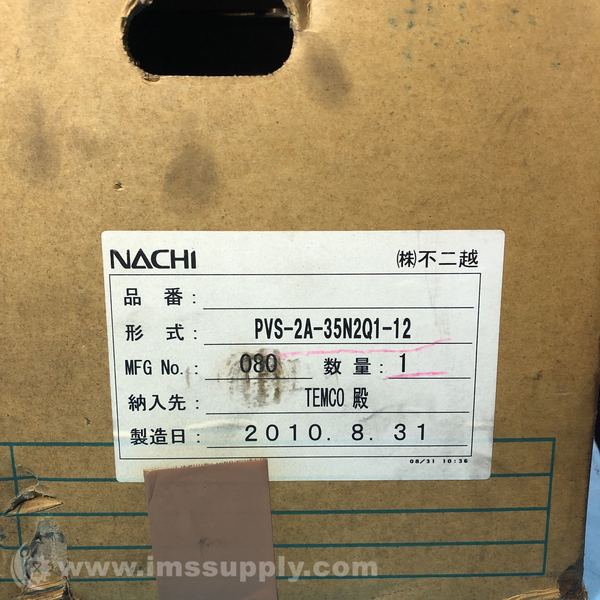 NACHI (株)不二越
品番:
形式: PVS-2A-35N2Q1-12
MFG No.: 080 数量: 1
納入先: TEMCO 殿
製造日: 2010. 8. 31
08/31 10:36
www.imssupply.com